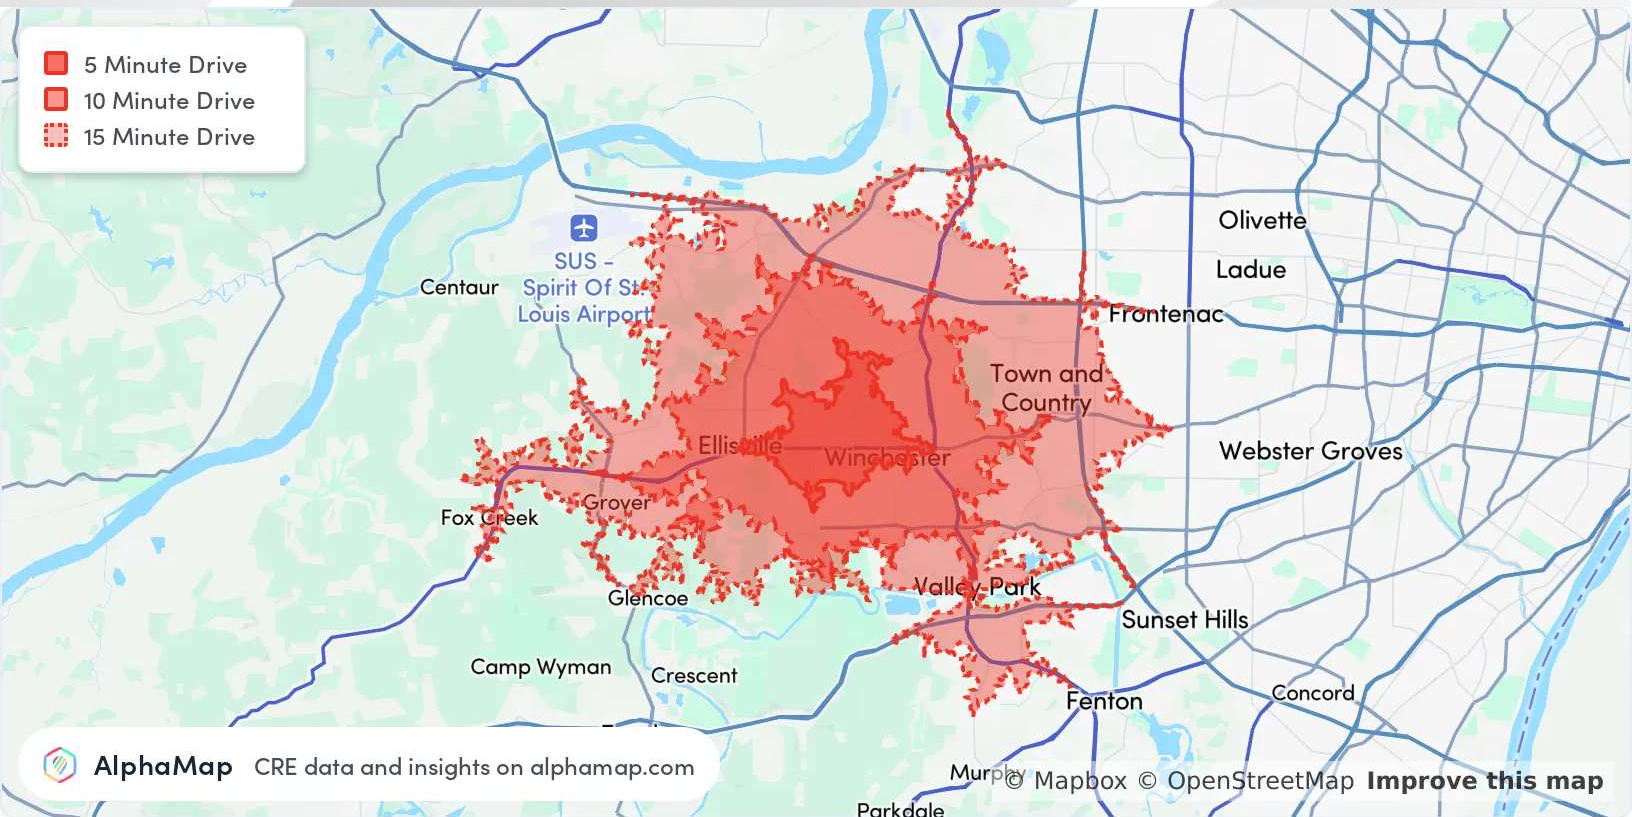 5 Minute Drive
10 Minute Drive
15 Minute Drive
Olivette
SUS -
Spirit Of St.
Louis Airport
Centaur
Ladue
Frontenac
Town and
Country
Ellisville
Winchester
Webster Groves
Grover
Fox Creek
Valley Park
Glencoe
Sunset Hills
Camp Wyman
Crescent
Concord
Fenton
AlphaMap
CRE data and insights on alphamap.com
Murphy
© Mapbox © OpenStreetMap Improve this map
Parkdale